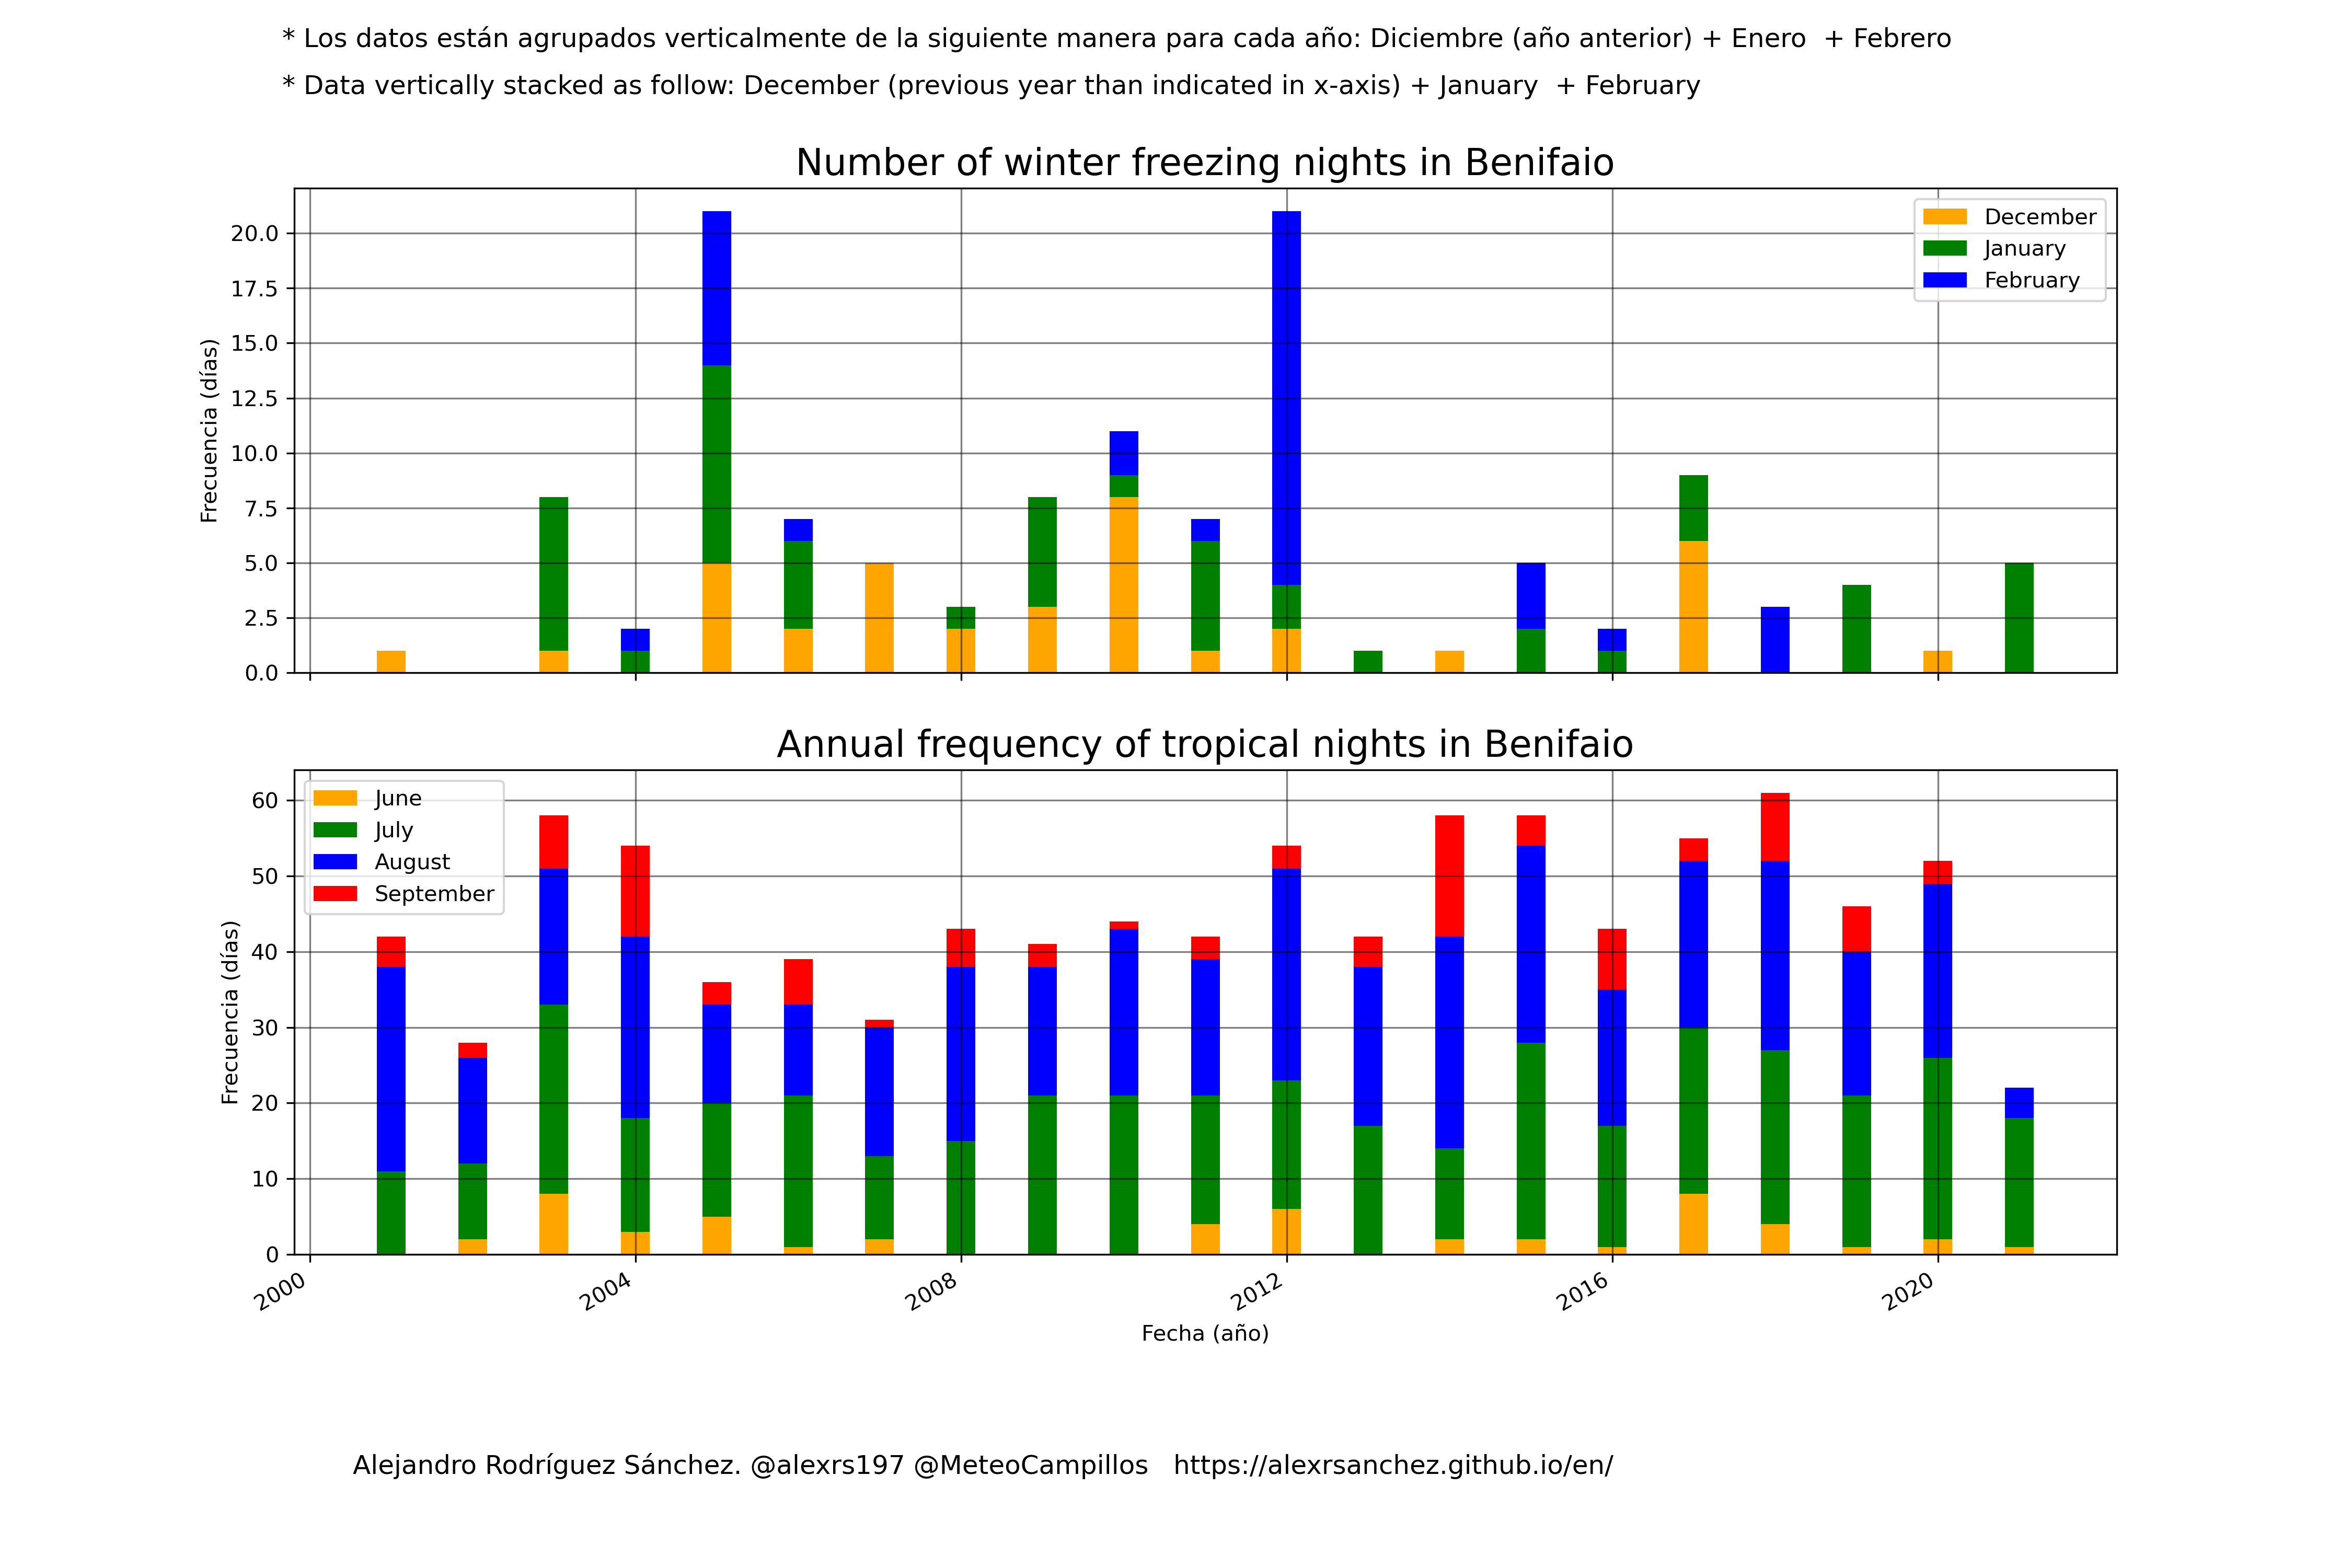 * Los datos están agrupados verticalmente de la siguiente manera para cada año: Diciembre (año anterior) + Enero  + Febrero
* Data vertically stacked as follow: December (previous year than indicated in x-axis) + January  + February
Number of winter freezing nights in Benifaio
20.0
17.5
15.0
12.5
10.0
7.5
5.0
2.5
0.0
Frecuencia (días)
December
January
February
Annual frequency of tropical nights in Benifaio
60
50
40
30
20
10
0
Frecuencia (días)
June
July
August
September
2000
2004
2008
2012
2016
2020
Fecha (año)
Alejandro Rodríguez Sánchez. @alexrs197 @MeteoCampillos   https://alexrsanchez.github.io/en/